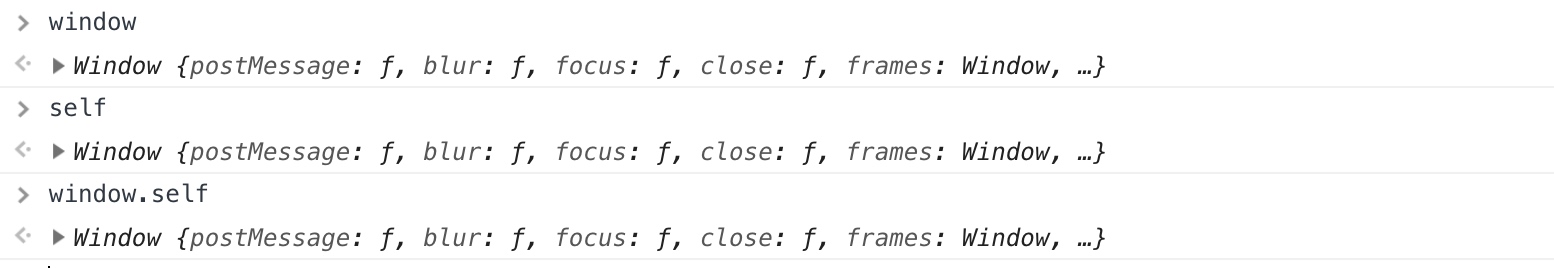 > window
<· ▶ Window {postMessage: ƒ, blur: ƒ, focus: ƒ, close: ƒ, frames: Window, …}
> self
<· ▶ Window {postMessage: ƒ, blur: ƒ, focus: ƒ, close: ƒ, frames: Window, …}
> window.self
<· ▶ Window {postMessage: ƒ, blur: ƒ, focus: ƒ, close: ƒ, frames: Window, …}